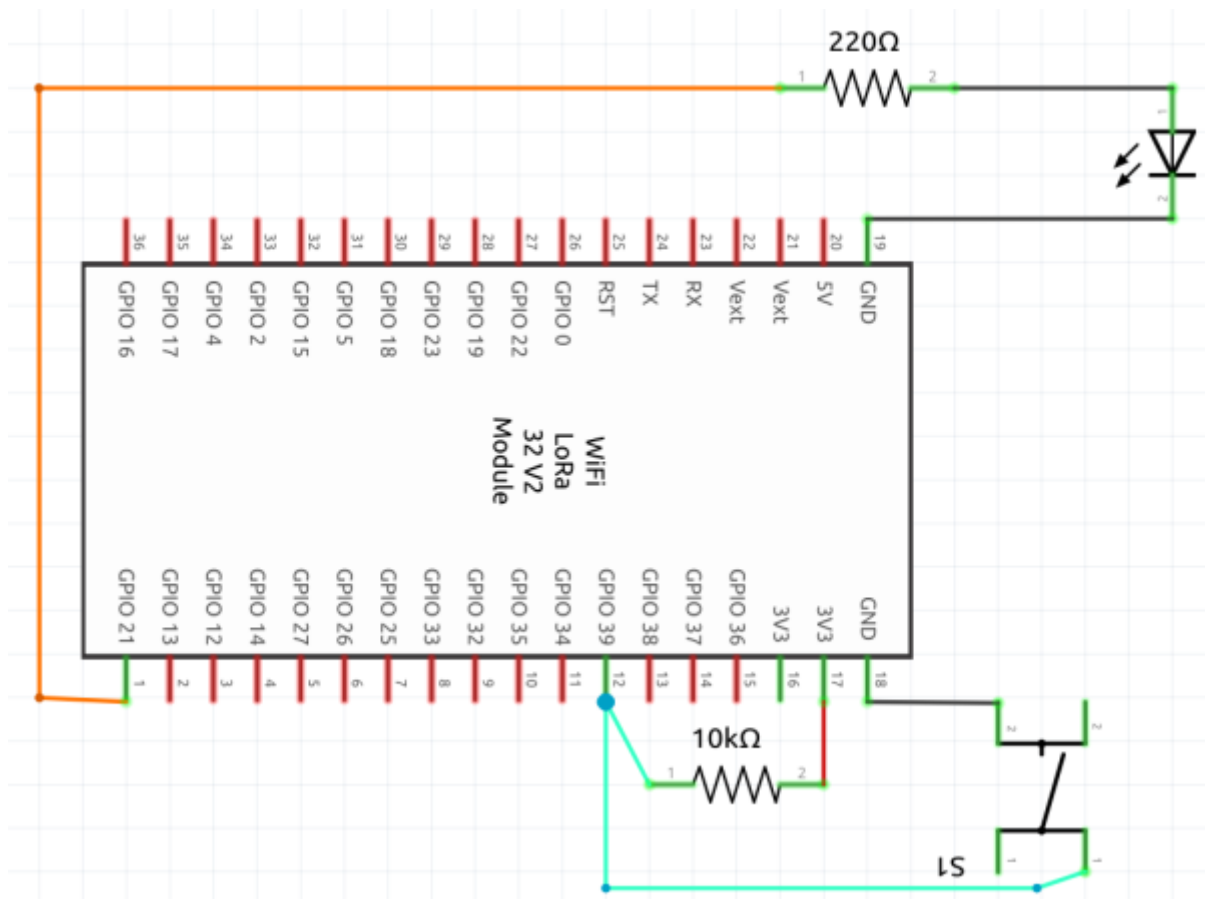 220Ω
1
2
1
2
36
35
34
33
32
31
30
29
28
27
26
25
24
23
22
21
20
19
GPIO 16
GPIO 17
GPIO 4
GPIO 2
GPIO 15
GPIO 5
GPIO 18
GPIO 23
GPIO 19
GPIO 22
GPIO 0
RST
TX
RX
Vext
Vext
5V
GND
WiFi
LoRa
32 V2
Module
GPIO 21
GPIO 13
GPIO 12
GPIO 14
GPIO 27
GPIO 26
GPIO 25
GPIO 33
GPIO 32
GPIO 35
GPIO 34
GPIO 39
GPIO 38
GPIO 37
GPIO 36
3V3
3V3
GND
1
2
3
4
5
6
7
8
9
10
11
12
13
14
15
16
17
18
10kΩ
1
2
2
2
S1
1
1